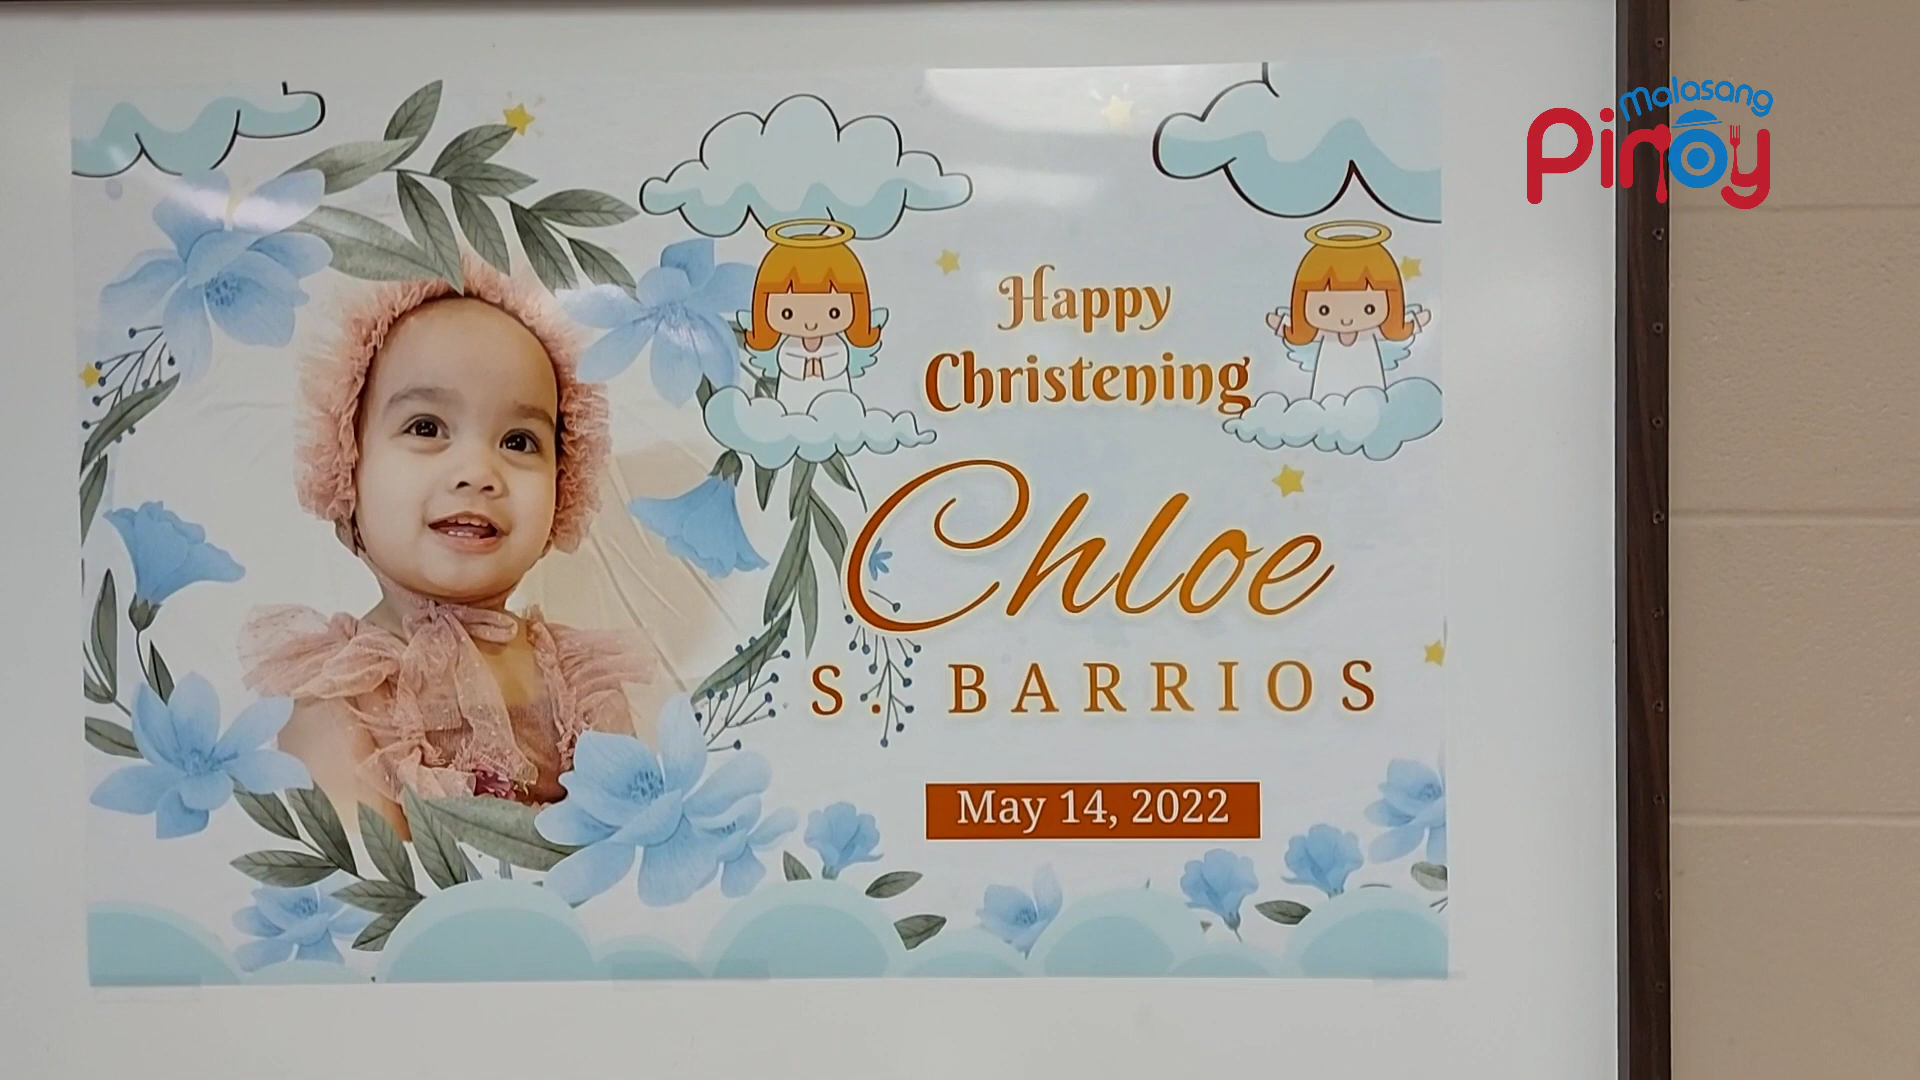 Malasang
Pinoy
Happy
Christening
Chloe
S. BARRIOS
May 14, 2022